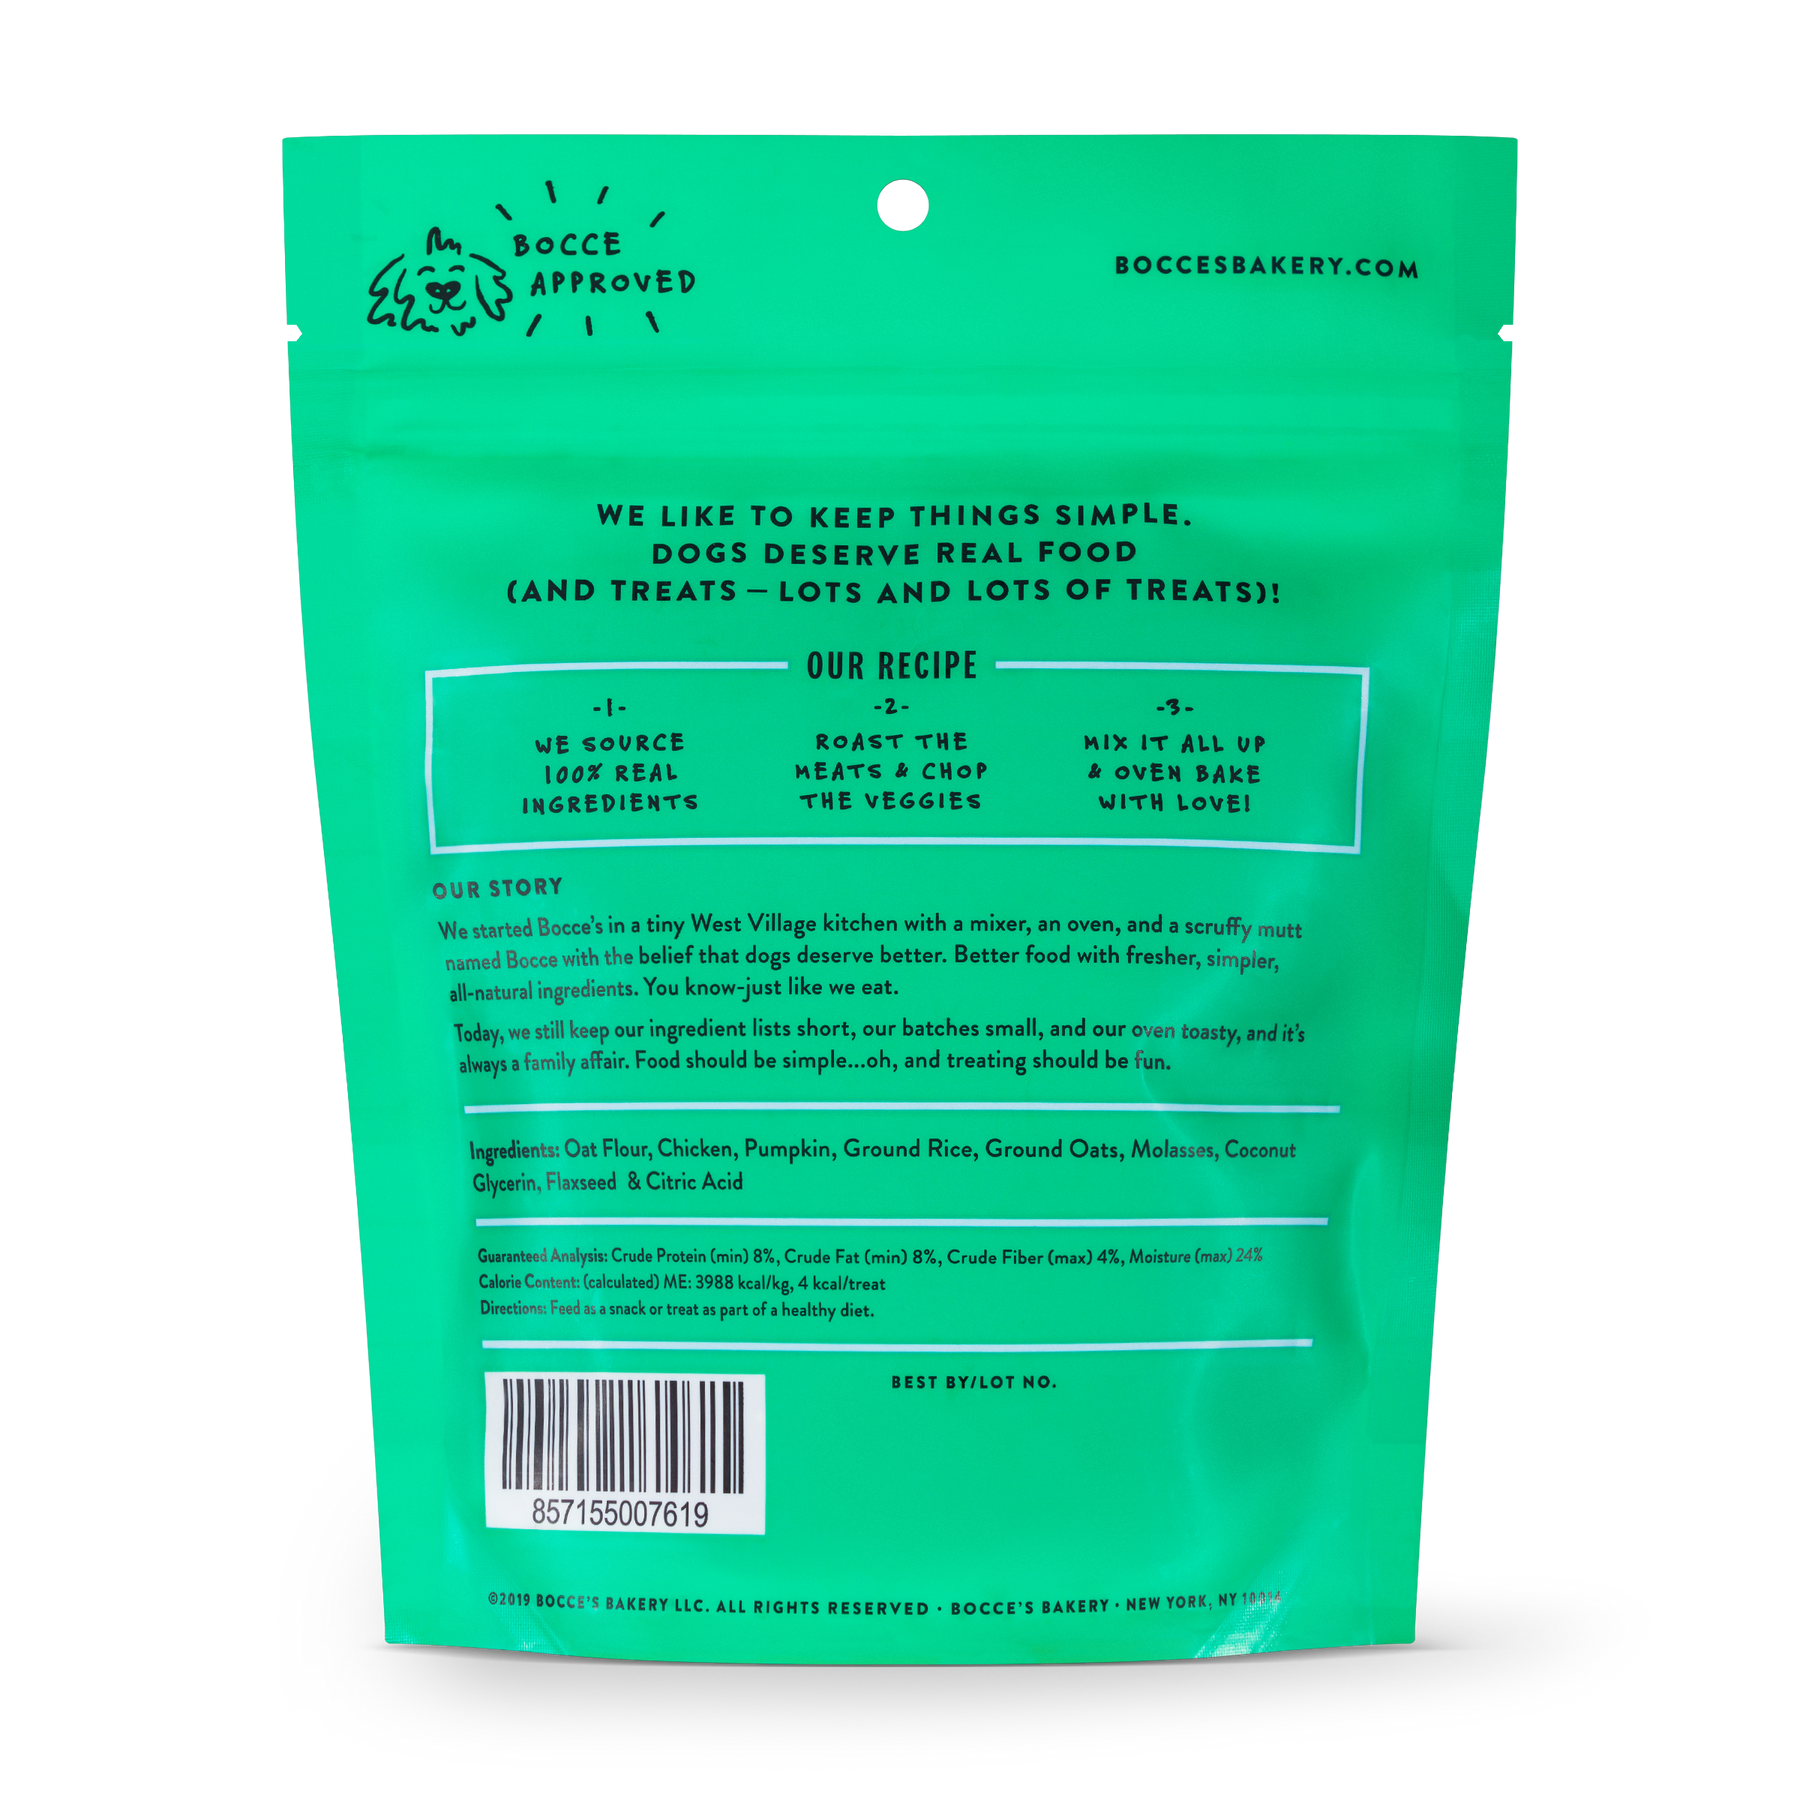 BOCCE
APPROVED
BOCCESBAKERY.COM
WE LIKE TO KEEP THINGS SIMPLE.
DOGS DESERVE REAL FOOD
(AND TREATS — LOTS AND LOTS OF TREATS)!
OUR RECIPE
-1-
WE SOURCE
100% REAL
INGREDIENTS
-2-
ROAST THE
MEATS & CHOP
THE VEGGIES
-3-
MIX IT ALL UP
& OVEN BAKE
WITH LOVE!
OUR STORY
We started Bocce's in a tiny West Village kitchen with a mixer, an oven, and a scruffy mutt
named Bocce with the belief that dogs deserve better. Better food with fresher, simpler,
all-natural ingredients. You know-just like we eat.
Today, we still keep our ingredient lists short, our batches small, and our oven toasty, and it's
always a family affair. Food should be simple...oh, and treating should be fun.
Ingredients: Oat Flour, Chicken, Pumpkin, Ground Rice, Ground Oats, Molasses, Coconut
Glycerin, Flaxseed & Citric Acid
Guaranteed Analysis: Crude Protein (min) 8%, Crude Fat (min) 8%, Crude Fiber (max) 4%, Moisture (max) 24%
Calorie Content: (calculated) ME: 3988 kcal/kg, 4 kcal/treat
Directions: Feed as a snack or treat as part of a healthy diet.
BEST BY/LOT NO.
857155007619
©2019 BOCCE'S BAKERY LLC. ALL RIGHTS RESERVED · BOCCE'S BAKERY · NEW YORK, NY